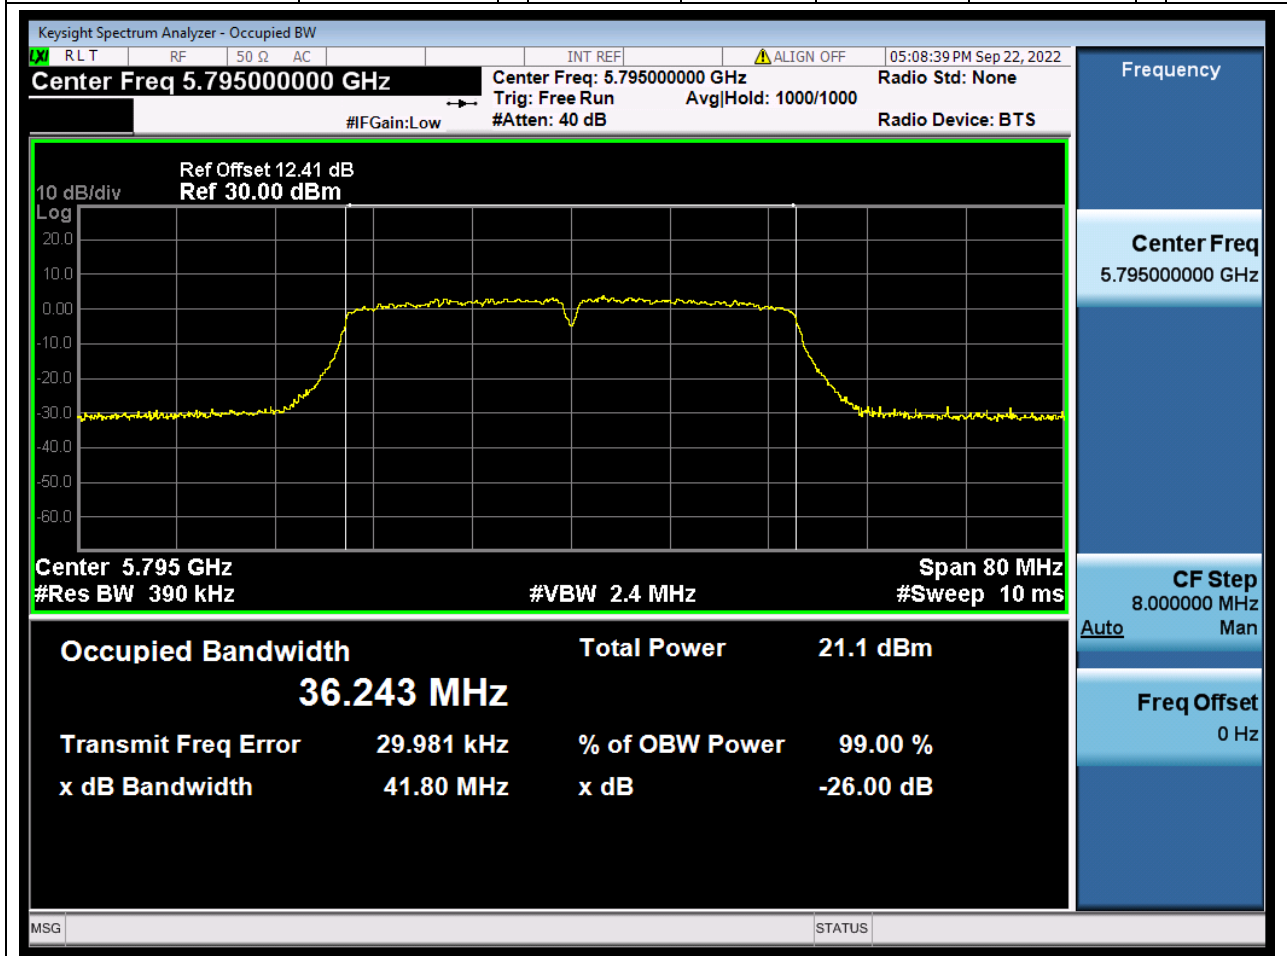 Keysight Spectrum Analyzer - Occupied BW
LXI RLT RF 50 Ω AC INT REF ALIGN OFF 05:08:39 PM Sep 22, 2022
Center Freq 5.795000000 GHz
Center Freq: 5.795000000 GHz Radio Std: None
Trig: Free Run Avg|Hold: 1000/1000
#IFGain:Low #Atten: 40 dB Radio Device: BTS
Ref Offset 12.41 dB
10 dB/div Ref 30.00 dBm
Log
20.0
10.0
0.00
-10.0
-20.0
-30.0
-40.0
-50.0
-60.0
Center 5.795 GHz Span 80 MHz
#Res BW 390 kHz #VBW 2.4 MHz #Sweep 10 ms
Occupied Bandwidth Total Power 21.1 dBm
36.243 MHz
Transmit Freq Error 29.981 kHz % of OBW Power 99.00 %
x dB Bandwidth 41.80 MHz x dB -26.00 dB
MSG STATUS
Frequency
Center Freq
5.795000000 GHz
CF Step
8.000000 MHz
Auto Man
Freq Offset
0 Hz